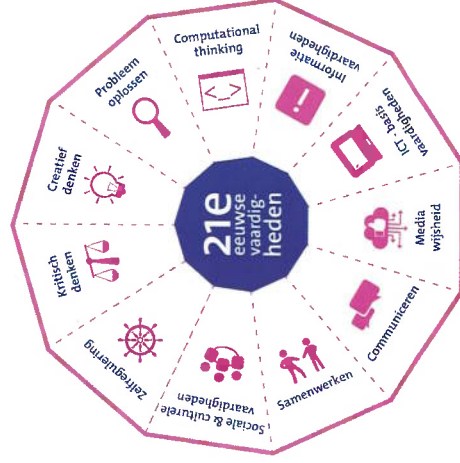 21e
eeuwse
vaardig-
heden
Computational
thinking
Informatie
vaardigheden
ICT - basis
vaardigheden
Media
wijsheid
Communiceren
Samenwerken
Sociale & culturele
vaardigheden
Zelfregulering
Kritisch
denken
Creatief
denken
Probleem
oplossen